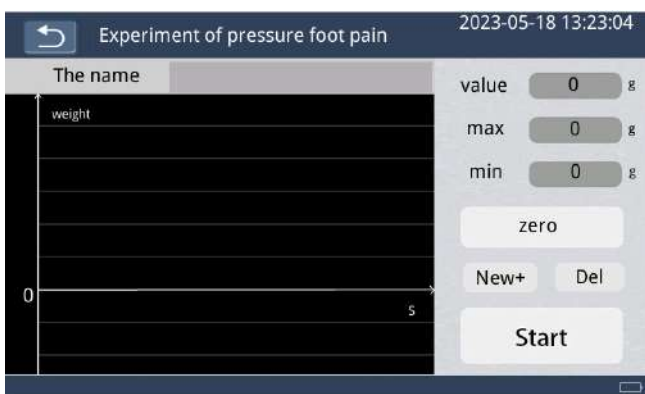 Experiment of pressure foot pain
2023-05-18 13:23:04
The name
weight
0
s
value 0 g
max 0 g
min 0 g
zero
New+ Del
Start